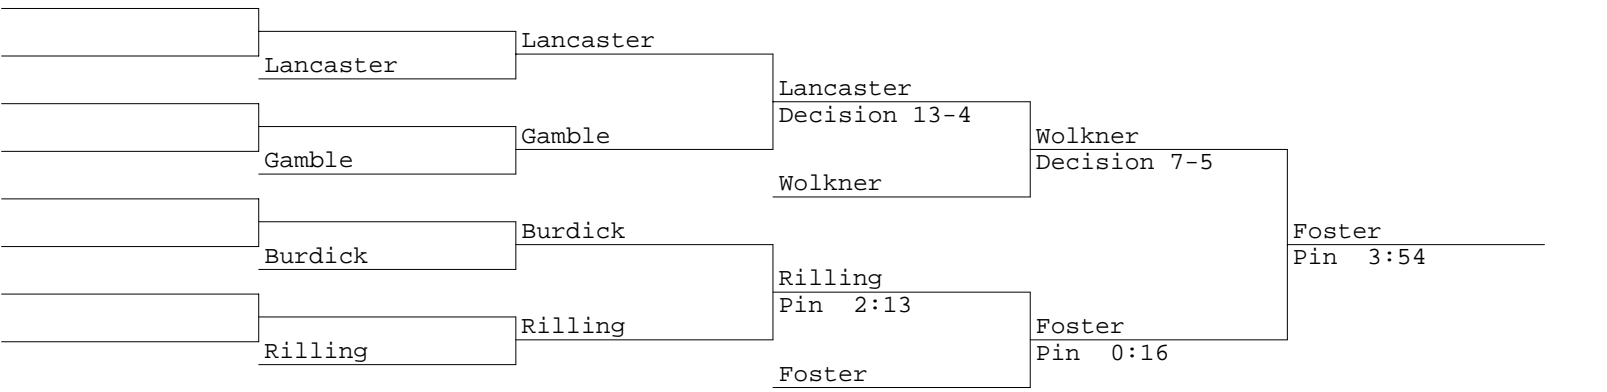 Lancaster
Lancaster
Lancaster
Decision 13-4
Gamble
Wolkner
Gamble
Decision 7-5
Wolkner
Burdick
Foster
Burdick
Pin 3:54
Rilling
Pin 2:13
Rilling
Foster
Rilling
Pin 0:16
Foster